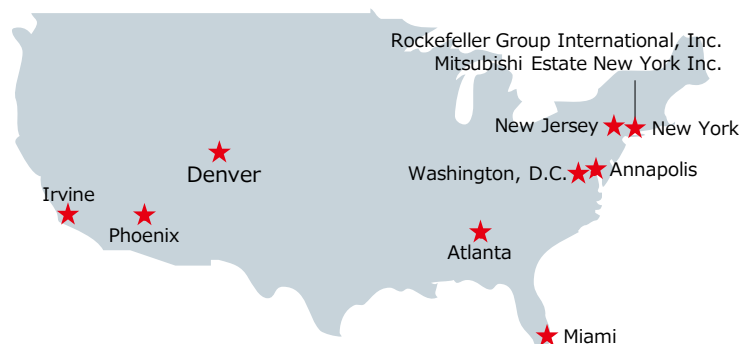 Rockefeller Group International, Inc.
Mitsubishi Estate New York Inc.
New Jersey
New York
Denver
Washington, D.C.
Annapolis
Irvine
Phoenix
Atlanta
Miami